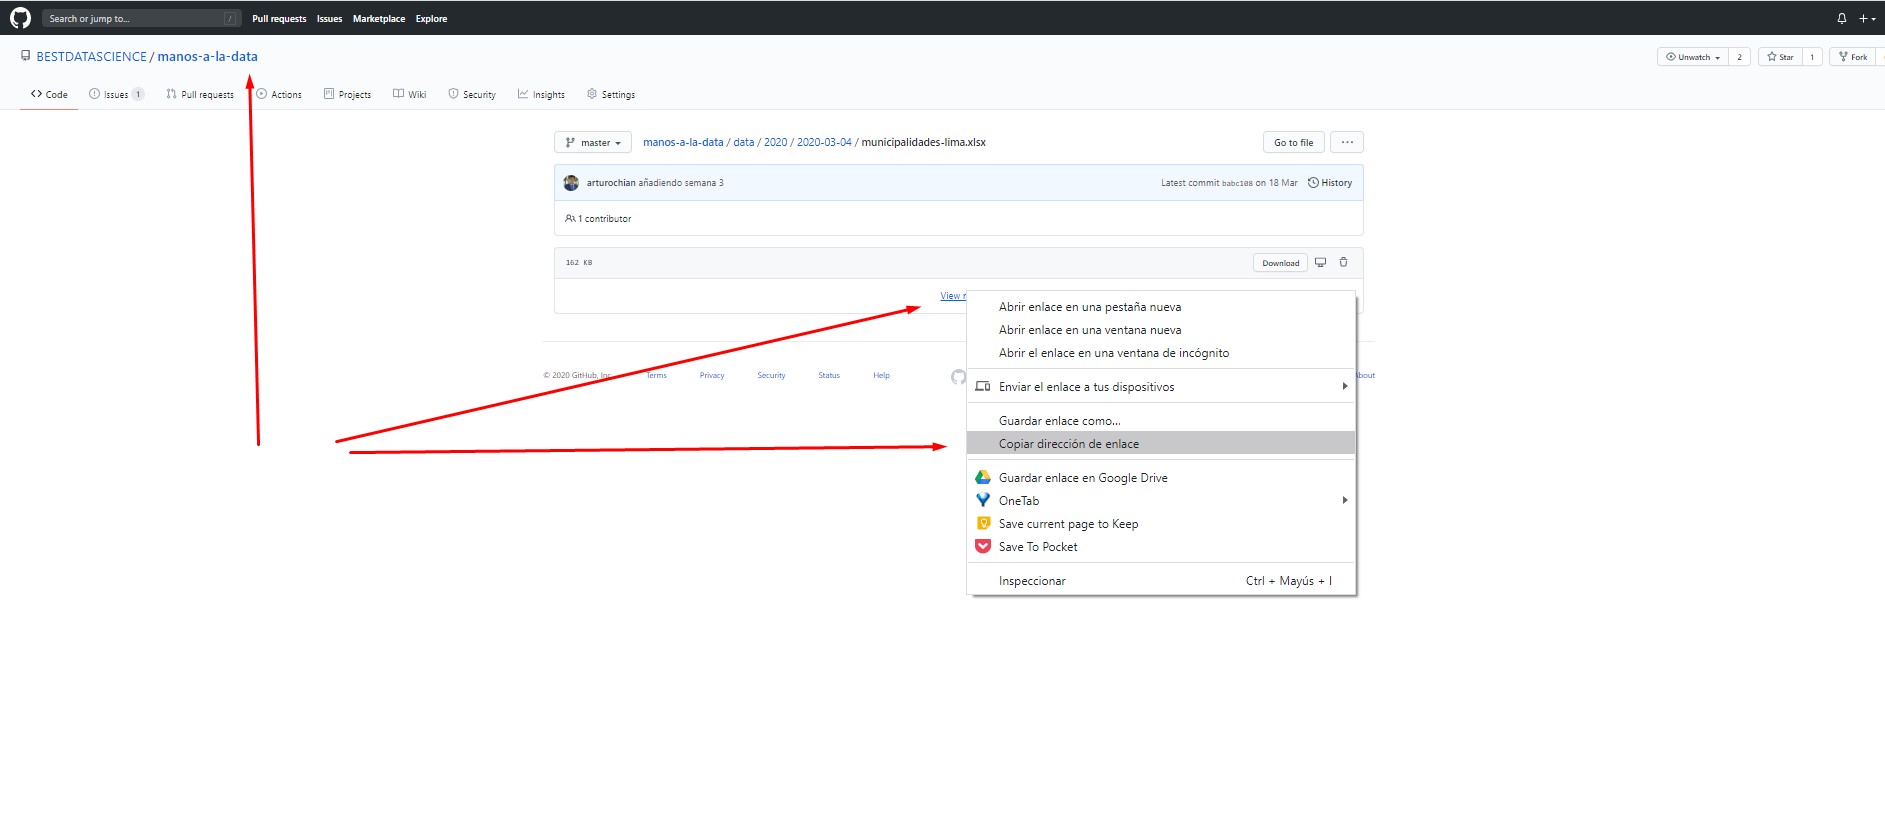 Search or jump to... /
Pull requests Issues Marketplace Explore
BESTDATASCIENCE / manos-a-la-data
Unwatch 2 Star 1 Fork
Code Issues 1 Pull requests Actions Projects Wiki Security Insights Settings
master manos-a-la-data / data / 2020 / 2020-03-04 / municipalidades-lima.xlsx Go to file ...
arturochian añadiendo semana 3 Latest commit babc108 on 18 Mar History
1 contributor
162 KB Download
View r
Abrir enlace en una pestaña nueva
Abrir enlace en una ventana nueva
Abrir el enlace en una ventana de incógnito
© 2020 GitHub, Inc. Terms Privacy Security Status Help About
Enviar el enlace a tus dispositivos
Guardar enlace como...
Copiar dirección de enlace
Guardar enlace en Google Drive
OneTab
Save current page to Keep
Save To Pocket
Inspeccionar Ctrl + Mayús + I